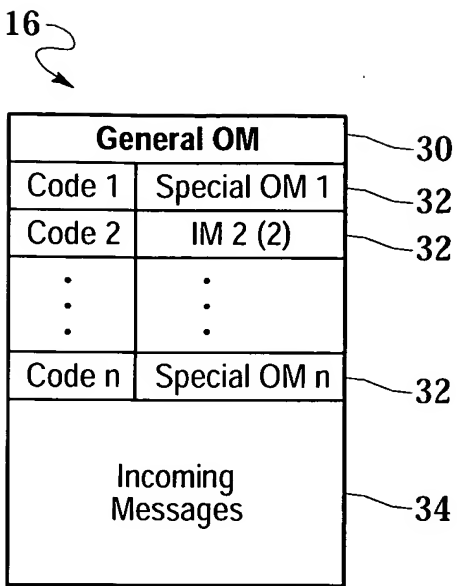 16
General OM 30
Code 1 Special OM 1 32
Code 2 IM 2 (2) 32
Code n Special OM n 32
Incoming
Messages 34